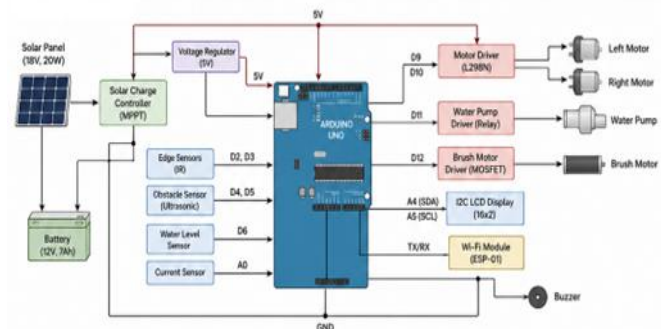 5V
Solar Panel
(18V, 20W)
Solar Charge
Controller
(MPPT)
Voltage Regulator
(5V)
5V
Battery
(12V, 7Ah)
Edge Sensors
(IR)
D2, D3
Obstacle Sensor
(Ultrasonic)
D4, D5
Water Level
Sensor
D6
Current Sensor
A0
ARDUINO
UNO
D9
D10
Motor Driver
(L298N)
Left Motor
Right Motor
D11
Water Pump
Driver (Relay)
Water Pump
D12
Brush Motor
Driver (MOSFET)
Brush Motor
A4 (SDA)
A5 (SCL)
I2C LCD Display
(16x2)
TX/RX
Wi-Fi Module
(ESP-01)
Buzzer
GND